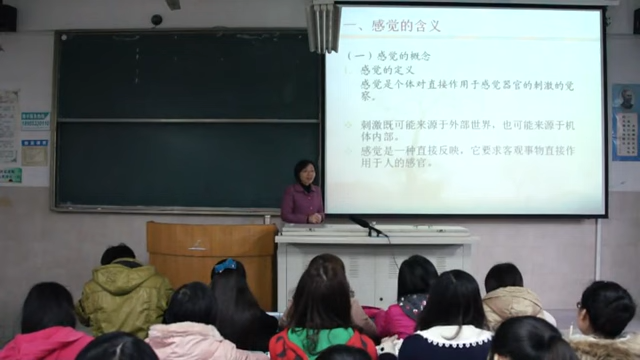 一、感觉的含义
（一）感觉的概念
感觉的定义
感觉是个体对直接作用于感觉器官的刺激的觉
察。
刺激既可能来源于外部世界，也可能来源于机
体内部。
感觉是一种直接反映，它要求客观事物直接作
用于人的感官。